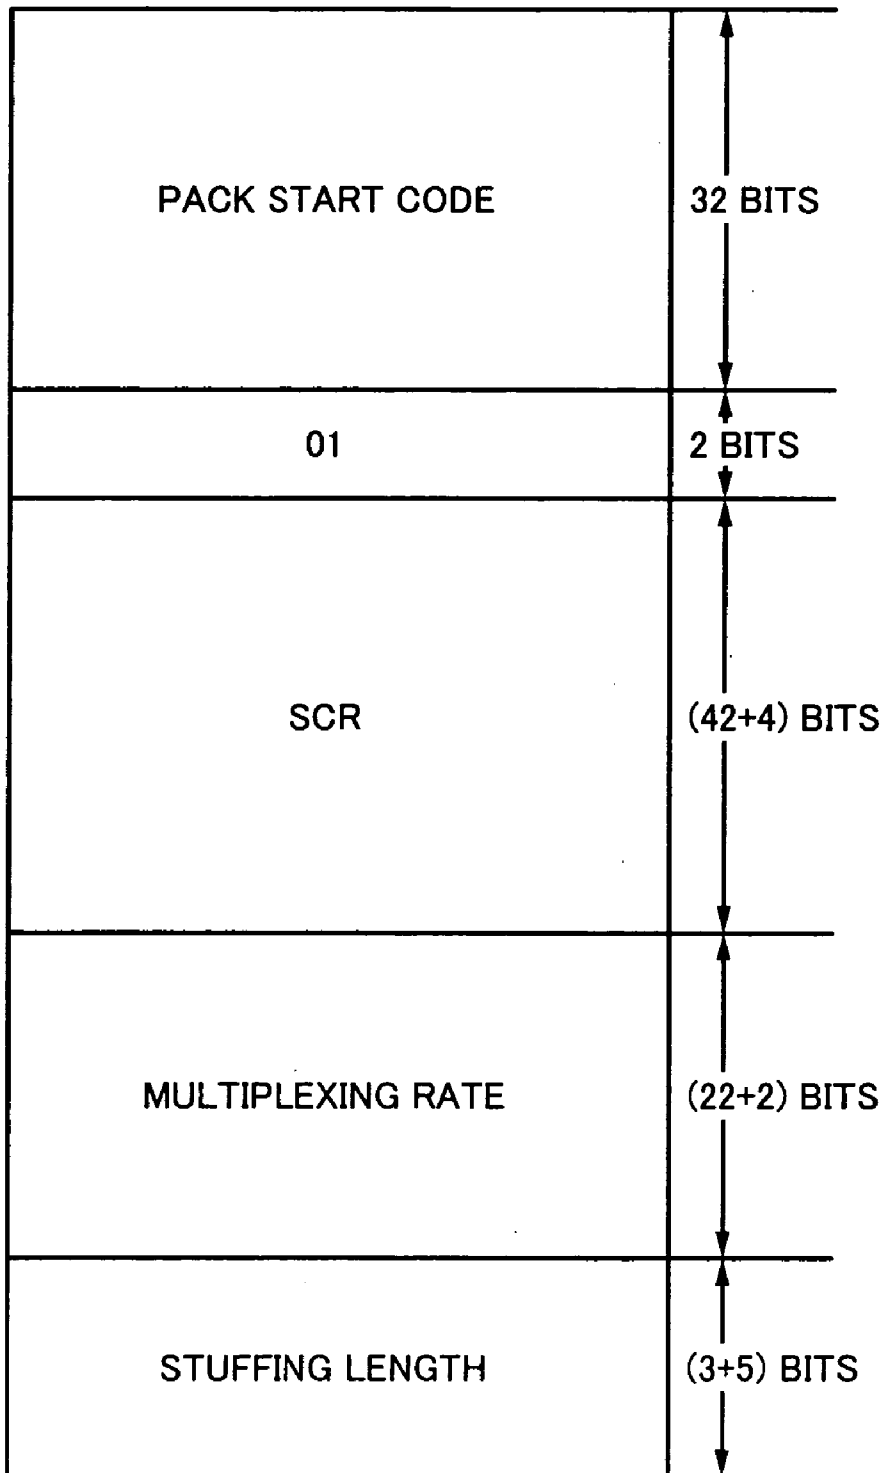 PACK START CODE
32 BITS
01
2 BITS
SCR
(42+4) BITS
MULTIPLEXING RATE
(22+2) BITS
STUFFING LENGTH
(3+5) BITS